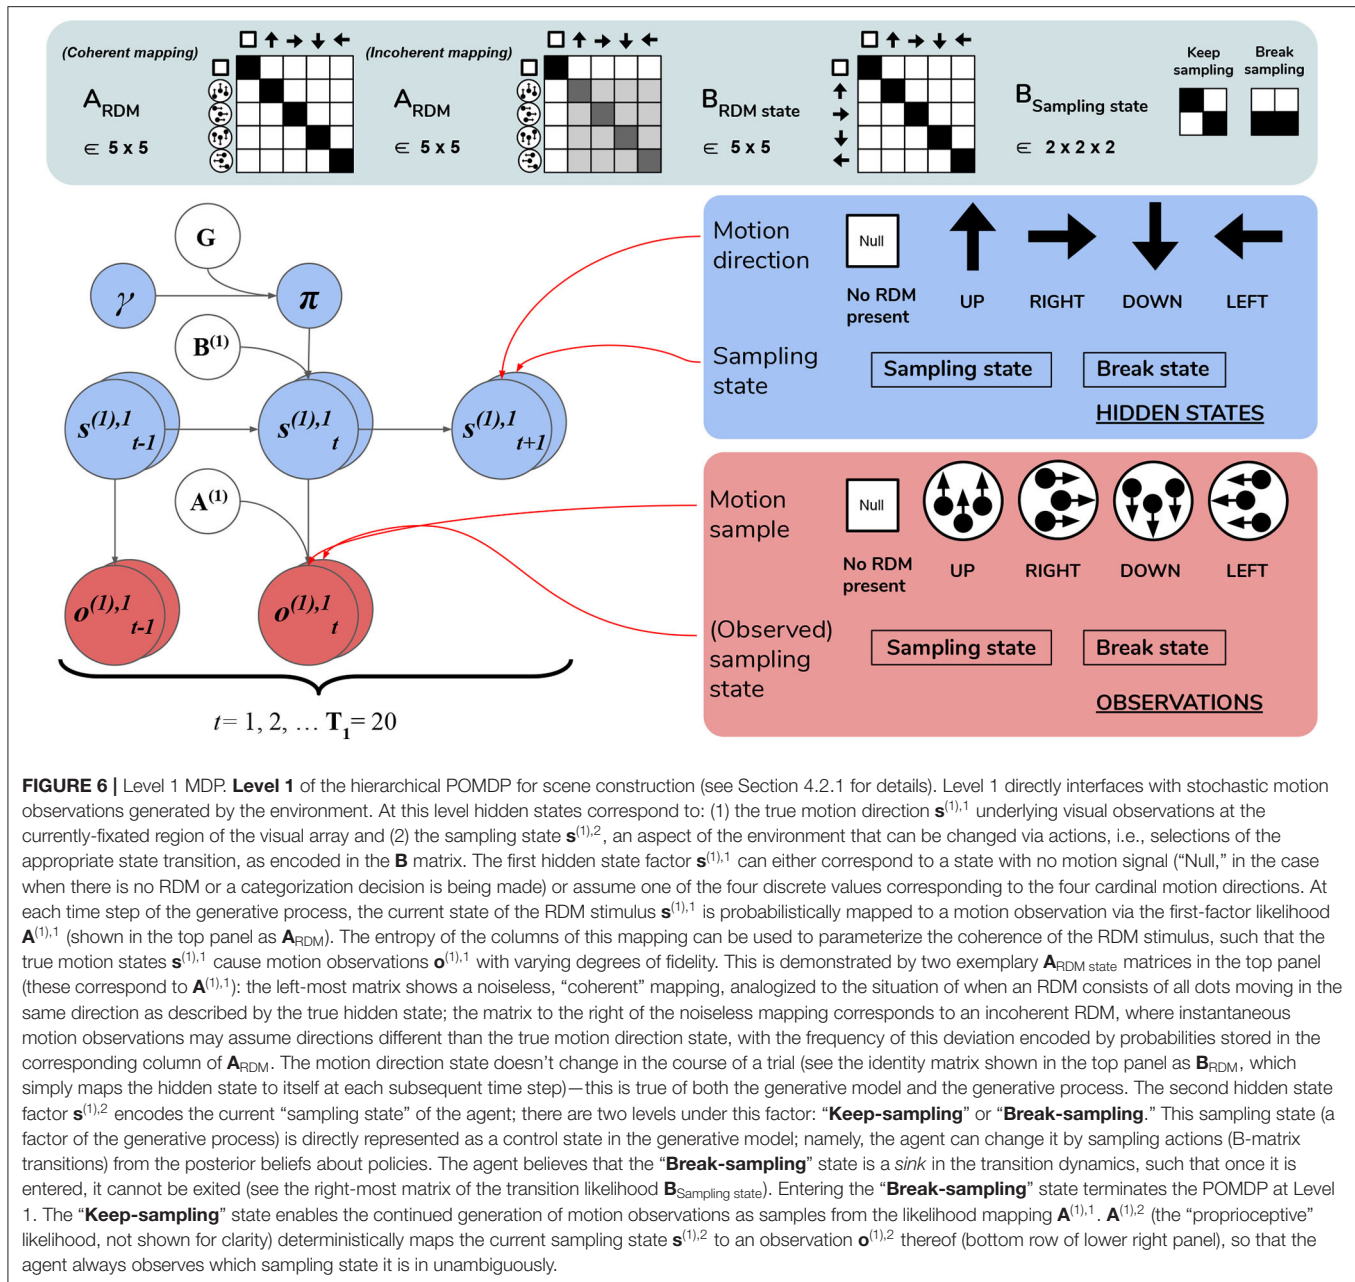 (Coherent mapping)
A RDM
∈ 5 x 5
(Incoherent mapping)
A RDM
∈ 5 x 5
B RDM state
∈ 5 x 5
B Sampling state
∈ 2 x 2 x 2
Keep sampling
Break sampling
G
γ
π
B(1)
s(1),1 t-1
s(1),1 t
s(1),1 t+1
A(1)
o(1),1 t-1
o(1),1 t
t= 1, 2, … T1= 20
Motion direction
Null
No RDM present
UP
RIGHT
DOWN
LEFT
Sampling state
Sampling state
Break state
HIDDEN STATES
Motion sample
Null
No RDM present
UP
RIGHT
DOWN
LEFT
(Observed) sampling state
Sampling state
Break state
OBSERVATIONS
FIGURE 6 | Level 1 MDP. Level 1 of the hierarchical POMDP for scene construction (see Section 4.2.1 for details). Level 1 directly interfaces with stochastic motion
observations generated by the environment. At this level hidden states correspond to: (1) the true motion direction s(1),1 underlying visual observations at the
currently-fixated region of the visual array and (2) the sampling state s(1),2, an aspect of the environment that can be changed via actions, i.e., selections of the
appropriate state transition, as encoded in the B matrix. The first hidden state factor s(1),1 can either correspond to a state with no motion signal (“Null,” in the case
when there is no RDM or a categorization decision is being made) or assume one of the four discrete values corresponding to the four cardinal motion directions. At
each time step of the generative process, the current state of the RDM stimulus s(1),1 is probabilistically mapped to a motion observation via the first-factor likelihood
A(1),1 (shown in the top panel as ARDM). The entropy of the columns of this mapping can be used to parameterize the coherence of the RDM stimulus, such that the
true motion states s(1),1 cause motion observations o(1),1 with varying degrees of fidelity. This is demonstrated by two exemplary ARDM state matrices in the top panel
(these correspond to A(1),1): the left-most matrix shows a noiseless, “coherent” mapping, analogized to the situation of when an RDM consists of all dots moving in the
same direction as described by the true hidden state; the matrix to the right of the noiseless mapping corresponds to an incoherent RDM, where instantaneous
motion observations may assume directions different than the true motion direction state, with the frequency of this deviation encoded by probabilities stored in the
corresponding column of ARDM. The motion direction state doesn’t change in the course of a trial (see the identity matrix shown in the top panel as BRDM, which
simply maps the hidden state to itself at each subsequent time step)—this is true of both the generative model and the generative process. The second hidden state
factor s(1),2 encodes the current “sampling state” of the agent; there are two levels under this factor: “Keep-sampling” or “Break-sampling.” This sampling state (a
factor of the generative process) is directly represented as a control state in the generative model; namely, the agent can change it by sampling actions (B-matrix
transitions) from the posterior beliefs about policies. The agent believes that the “Break-sampling” state is a sink in the transition dynamics, such that once it is
entered, it cannot be exited (see the right-most matrix of the transition likelihood BSampling state). Entering the “Break-sampling” state terminates the POMDP at Level
1. The “Keep-sampling” state enables the continued generation of motion observations as samples from the likelihood mapping A(1),1. A(1),2 (the “proprioceptive”
likelihood, not shown for clarity) deterministically maps the current sampling state s(1),2 to an observation o(1),2 thereof (bottom row of lower right panel), so that the
agent always observes which sampling state it is in unambiguously.